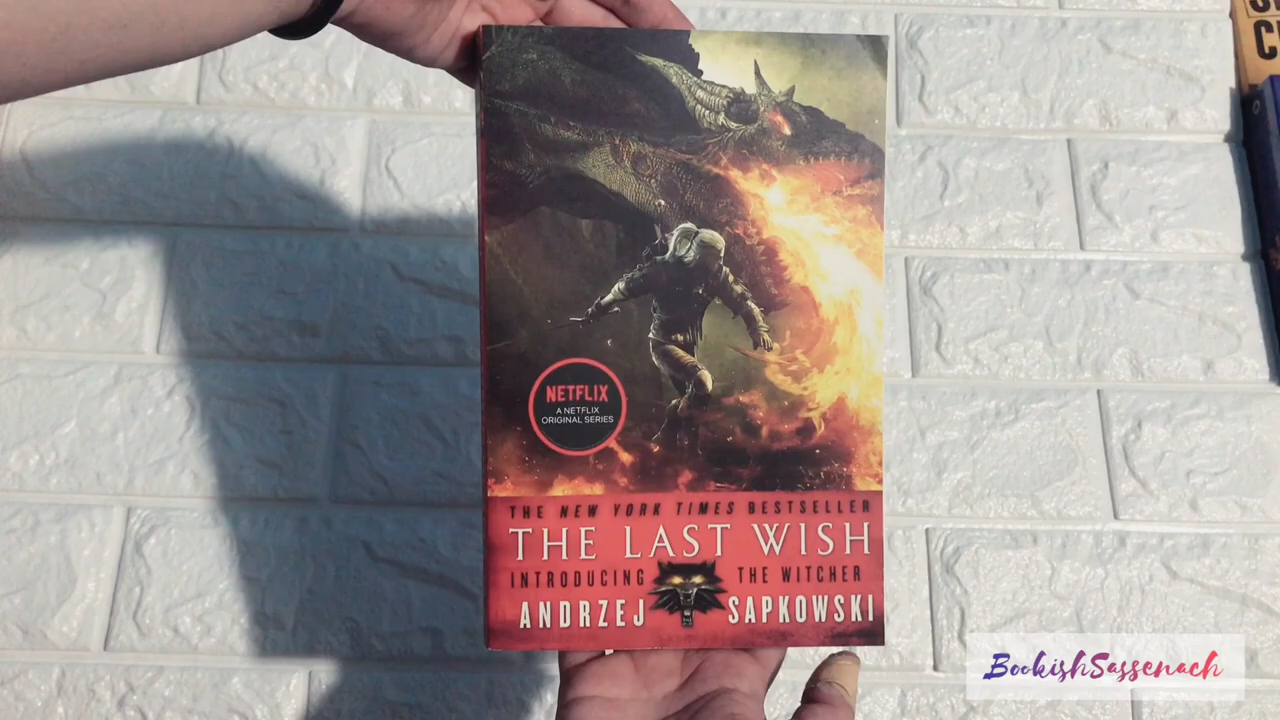 NETFLIX
A NETFLIX
ORIGINAL SERIES
THE NEW YORK TIMES BESTSELLER
THE LAST WISH
INTRODUCING THE WITCHER
ANDRZEJ SAPKOWSKI
BookishSassenach